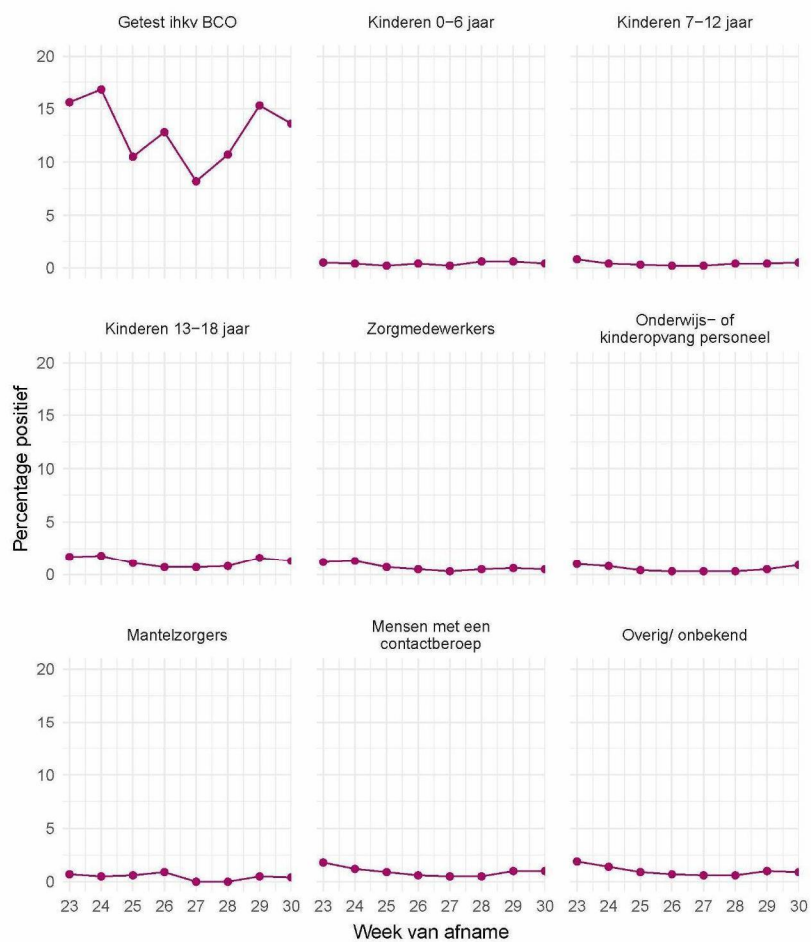 Getest ihkv BCO
Kinderen 0−6 jaar
Kinderen 7−12 jaar
20
15
10
5
0
Kinderen 13−18 jaar
Zorgmedewerkers
Onderwijs− of
kinderopvang personeel
20
15
10
5
0
Percentage positief
Mantelzorgers
Mensen met een
contactberoep
Overig/ onbekend
20
15
10
5
0
23 24 25 26 27 28 29 30
23 24 25 26 27 28 29 30
23 24 25 26 27 28 29 30
Week van afname